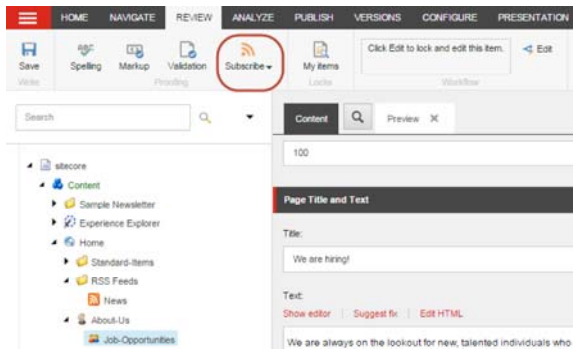 HOME NAVIGATE REVIEW ANALYZE PUBLISH VERSIONS CONFIGURE PRESENTATION
Save Spelling Markup Validation Subscribe My items Click Edit to lock and edit this item. Edit
Write Proofing Locks Workflow
Search
Content Preview
100
sitecore
Content
Sample Newsletter
Page Title and Text
Experience Explorer
Home
Title:
Standard-Items
We are hiring!
RSS Feeds
News
Text:
About-Us
Show editor Suggest fix Edit HTML
Job-Opportunities
We are always on the lookout for new, talented individuals who